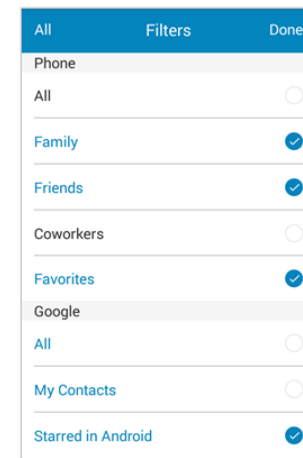 All Filters Done
Phone
All
Family
Friends
Coworkers
Favorites
Google
All
My Contacts
Starred in Android